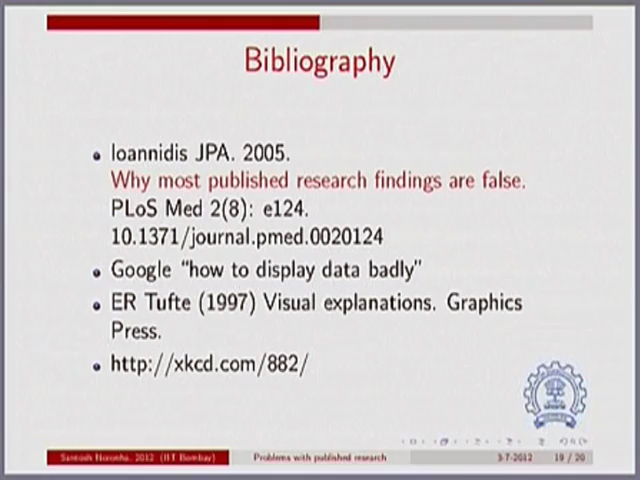 Bibliography
Ioannidis JPA. 2005.
Why most published research findings are false.
PLoS Med 2(8): e124.
10.1371/journal.pmed.0020124
Google “how to display data badly”
ER Tufte (1997) Visual explanations. Graphics
Press.
http://xkcd.com/882/
Santosh Noronha, 2012 (IIT Bombay) Problems with published research 3-7-2012 19 / 20